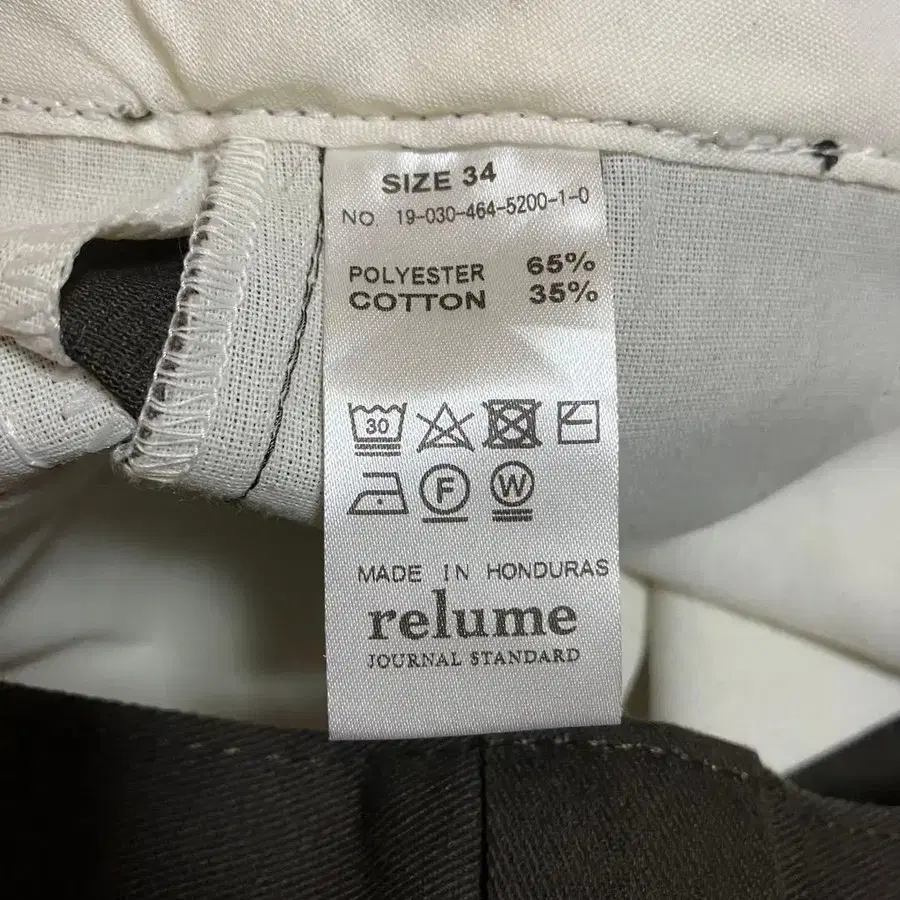 SIZE 34
NO. 19-030-464-5200-1-0
POLYESTER 65%
COTTON 35%
30
F W
MADE IN HONDURAS
relume
JOURNAL STANDARD